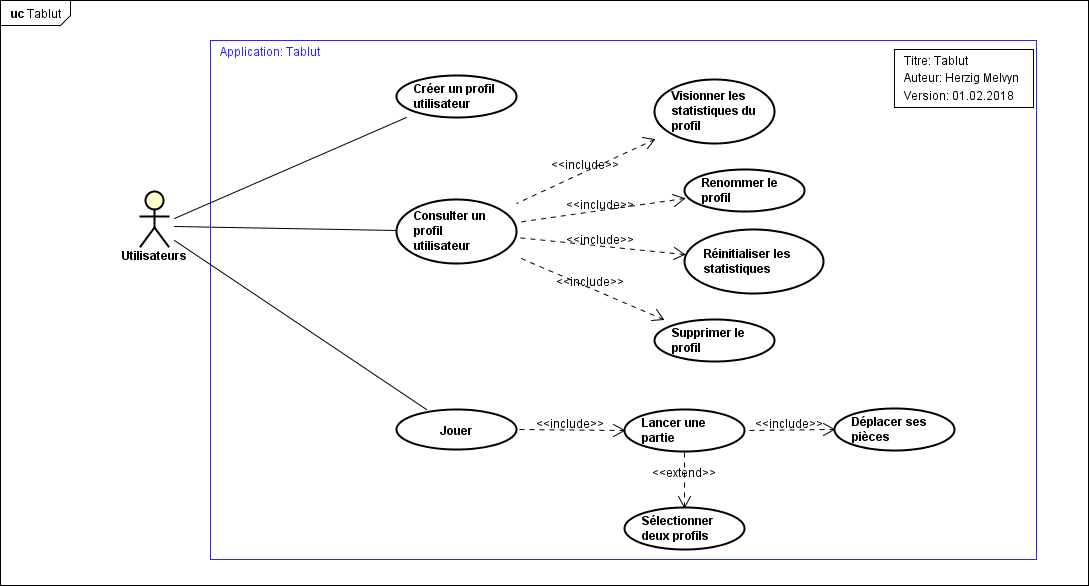 uc Tablut
Application: Tablut
Titre: Tablut
Auteur: Herzig Melvyn
Version: 01.02.2018
Créer un profil
utilisateur
Visionner les
statistiques du
profil
<<include>>
Renommer le
profil
<<include>>
Consulter un
profil
utilisateur
Utilisateurs
<<include>>
Réinitialiser les
statistiques
<<include>>
Supprimer le
profil
Jouer
<<include>>
Lancer une
partie
<<include>>
Déplacer ses
pièces
<<extend>>
Sélectionner
deux profils